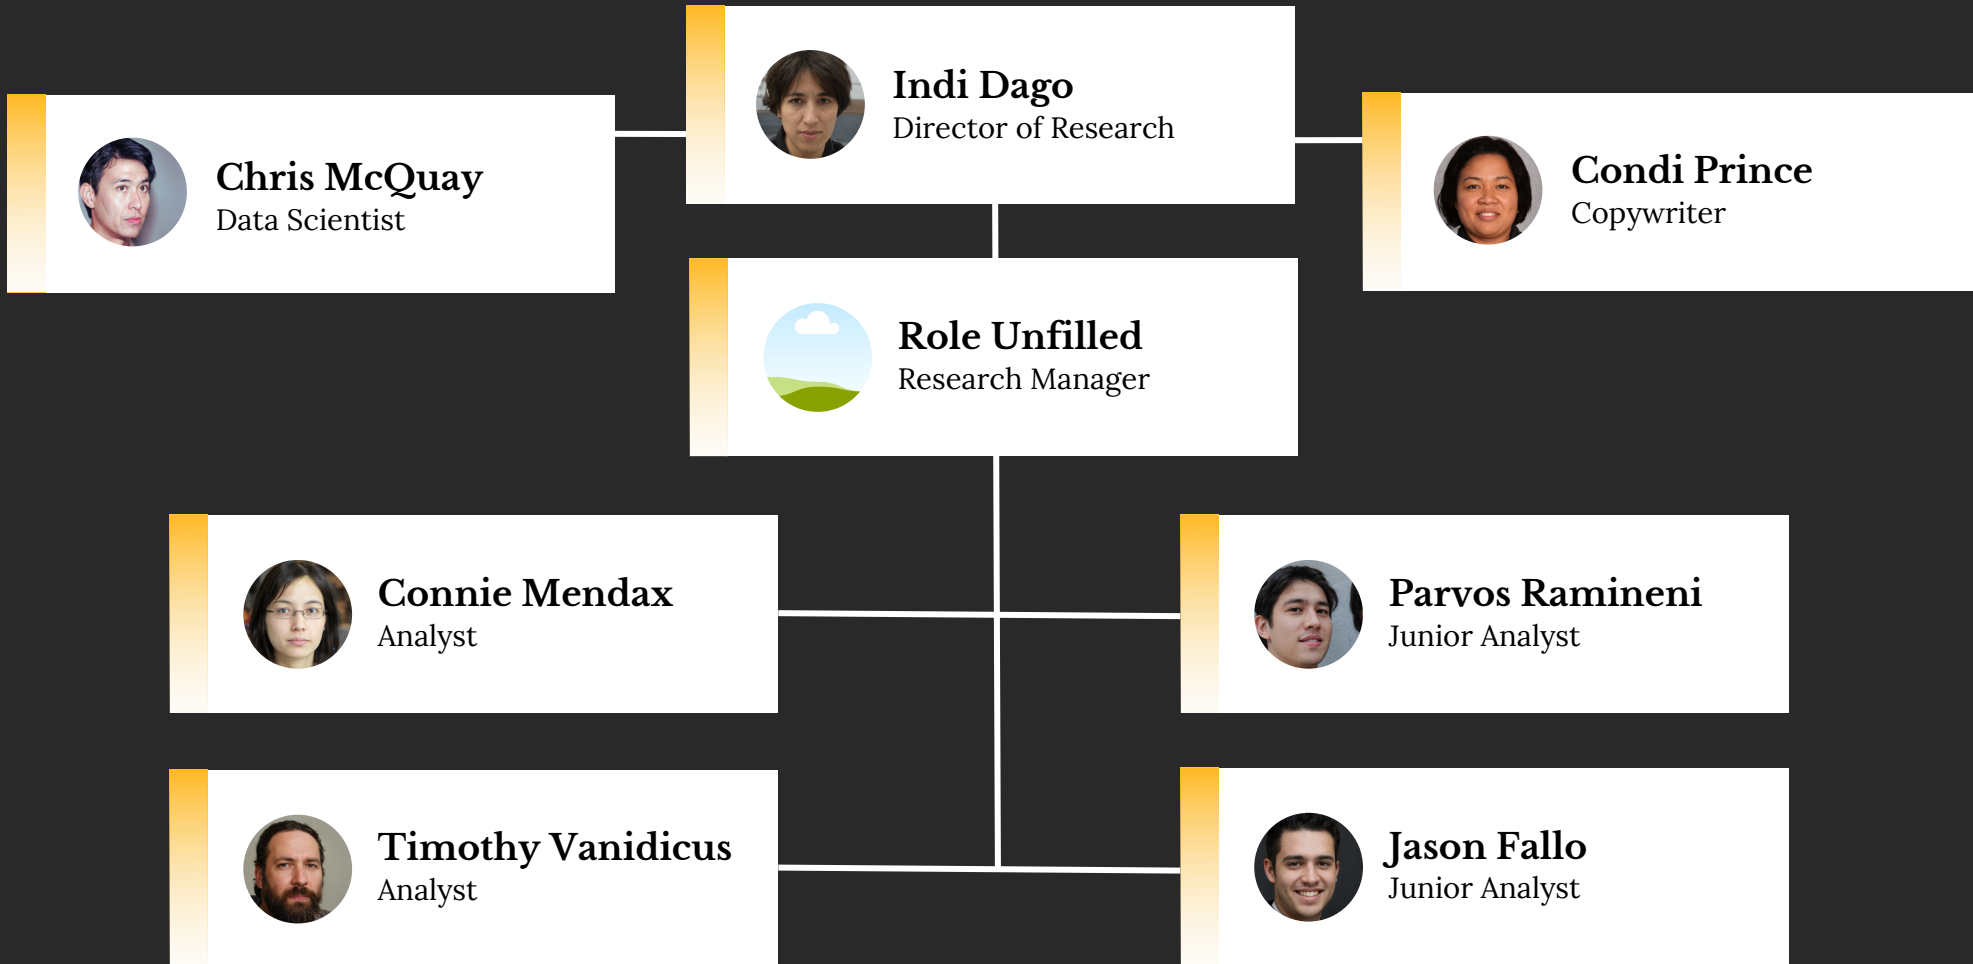 Indi Dago
Director of Research
Chris McQuay
Data Scientist
Condi Prince
Copywriter
Role Unfilled
Research Manager
Connie Mendax
Analyst
Parvos Ramineni
Junior Analyst
Timothy Vanidicus
Analyst
Jason Fallo
Junior Analyst